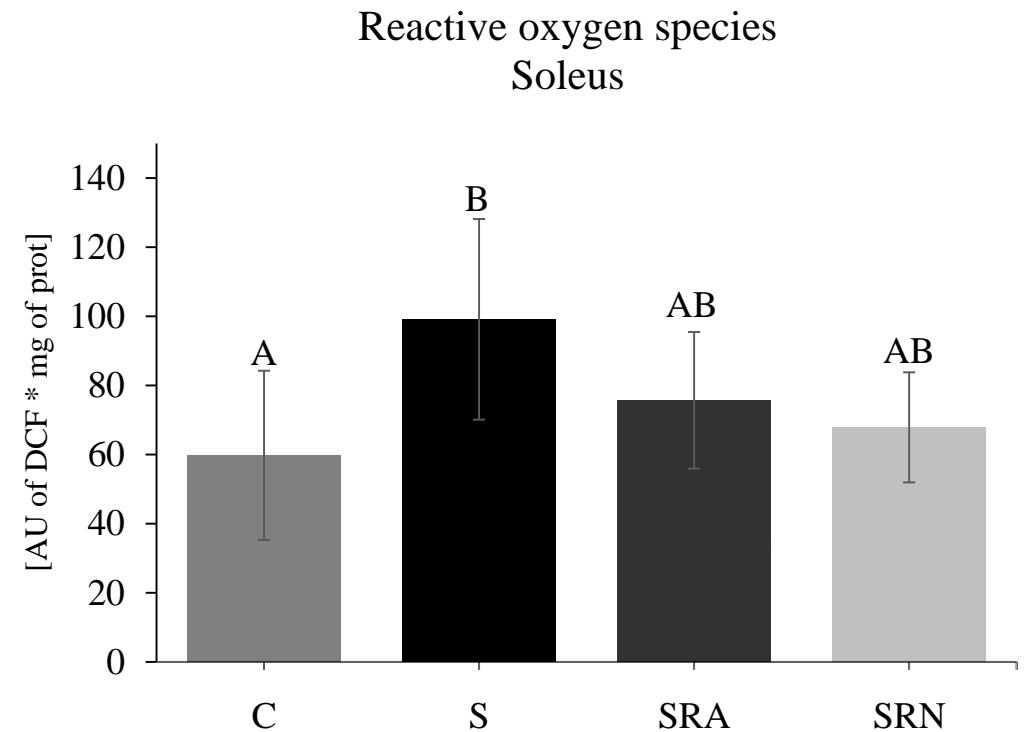 Reactive oxygen species
Soleus
[AU of DCF * mg of prot]
140
120
100
80
60
40
20
0
A
B
AB
AB
C
S
SRA
SRN